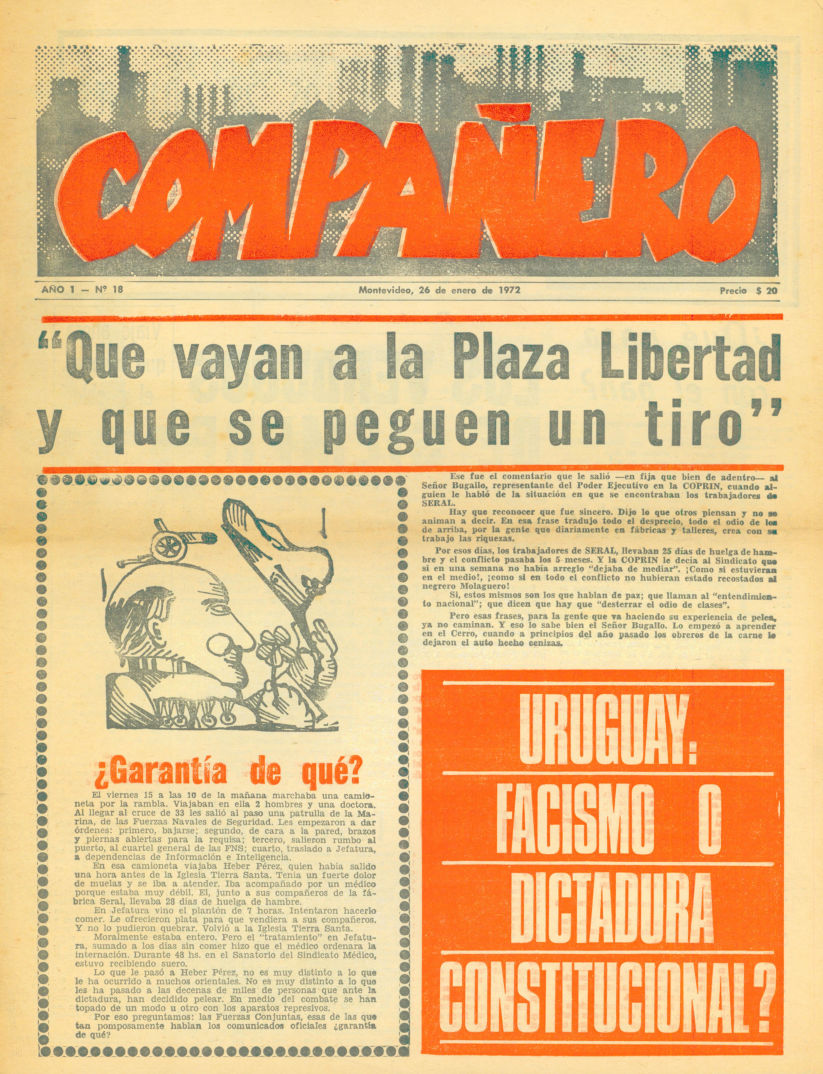 COMPAÑERO
AÑO 1 — Nº 18
Montevideo, 26 de enero de 1972
Precio $ 20
“Que vayan a la Plaza Libertad
y que se peguen un tiro”
Ese fue el comentario que le salió —en fija que bien de adentro— al
Señor Bugallo, representante del Poder Ejecutivo en la COPRIN, cuando al-
guien le habló de la situación en que se encontraban los trabajadores de
SERAL.
Hay que reconocer que fue sincero. Dijo lo que otros piensan y no se
animan a decir. En esa frase tradujo todo el desprecio, todo el odio de los
de arriba, por la gente que diariamente en fábricas y talleres, crea con su
trabajo las riquezas.
Por esos días, los trabajadores de SERAL, llevaban 25 días de huelga de ham-
bre y el conflicto pasaba los 5 meses. Y la COPRIN le decía al Sindicato que
si en una semana no había arreglo "dejaba de mediar". ¡Como si estuvieran
en el medio!, ¡como si en todo el conflicto no hubieran estado recostados al
negrero Molaguero!
Si, estos mismos son los que hablan de paz; que llaman al "entendimien-
to nacional"; que dicen que hay que "desterrar el odio de clases".
Pero esas frases, para la gente que va haciendo su experiencia de pelea,
ya no caminan. Y eso lo sabe bien el Señor Bugallo. Lo empezó a aprender
en el Cerro, cuando a principios del año pasado los obreros de la carne le
dejaron el auto hecho cenizas.
¿Garantía de qué?
El viernes 15 a las 10 de la mañana marchaba una camio-
neta por la rambla. Viajaban en ella 2 hombres y una doctora.
Al llegar al cruce de 33 les salió al paso una patrulla de la Ma-
rina, de las Fuerzas Navales de Seguridad. Les empezaron a dar
órdenes: primero, bajarse; segundo, de cara a la pared, brazos
y piernas abiertas para la requisa; tercero, salieron rumbo al
puerto, al cuartel general de las FNS; cuarto, traslado a Jefatura,
a dependencias de Información e Inteligencia.
En esa camioneta viajaba Heber Pérez, quien había salido
una hora antes de la Iglesia Tierra Santa. Tenía un fuerte dolor
de muelas y se iba a atender. Iba acompañado por un médico
porque estaba muy débil. El, junto a sus compañeros de la fá-
brica Seral, llevaba 28 días de huelga de hambre.
En Jefatura vino el plantón de 7 horas. Intentaron hacerlo
comer. Le ofrecieron plata para que vendiera a sus compañeros.
Y no lo pudieron quebrar. Volvió a la Iglesia Tierra Santa.
Moralmente estaba entero. Pero el "tratamiento" en Jefatu-
ra, sumado a los días sin comer hizo que el médico ordenara la
internación. Durante 48 hs. en el Sanatorio del Sindicato Médico,
estuvo recibiendo suero.
Lo que le pasó a Heber Pérez, no es muy distinto a lo que
le ha ocurrido a muchos orientales. No es muy distinto a lo que
les ha pasado a las decenas de miles de personas que ante la
dictadura, han decidido pelear. En medio del combate se han
topado de un modo u otro con los aparatos represivos.
Por eso preguntamos: las Fuerzas Conjuntas, esas de las que
tan pomposamente hablan los comunicados oficiales ¿garantía
de qué?
URUGUAY:
FACISMO O
DICTADURA
CONSTITUCIONAL?